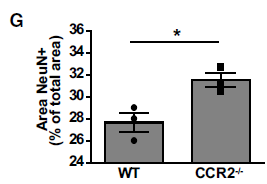 G
*
Area NeuN+
(% of total area)
36
34
32
30
28
26
24
WT
CCR2-/-